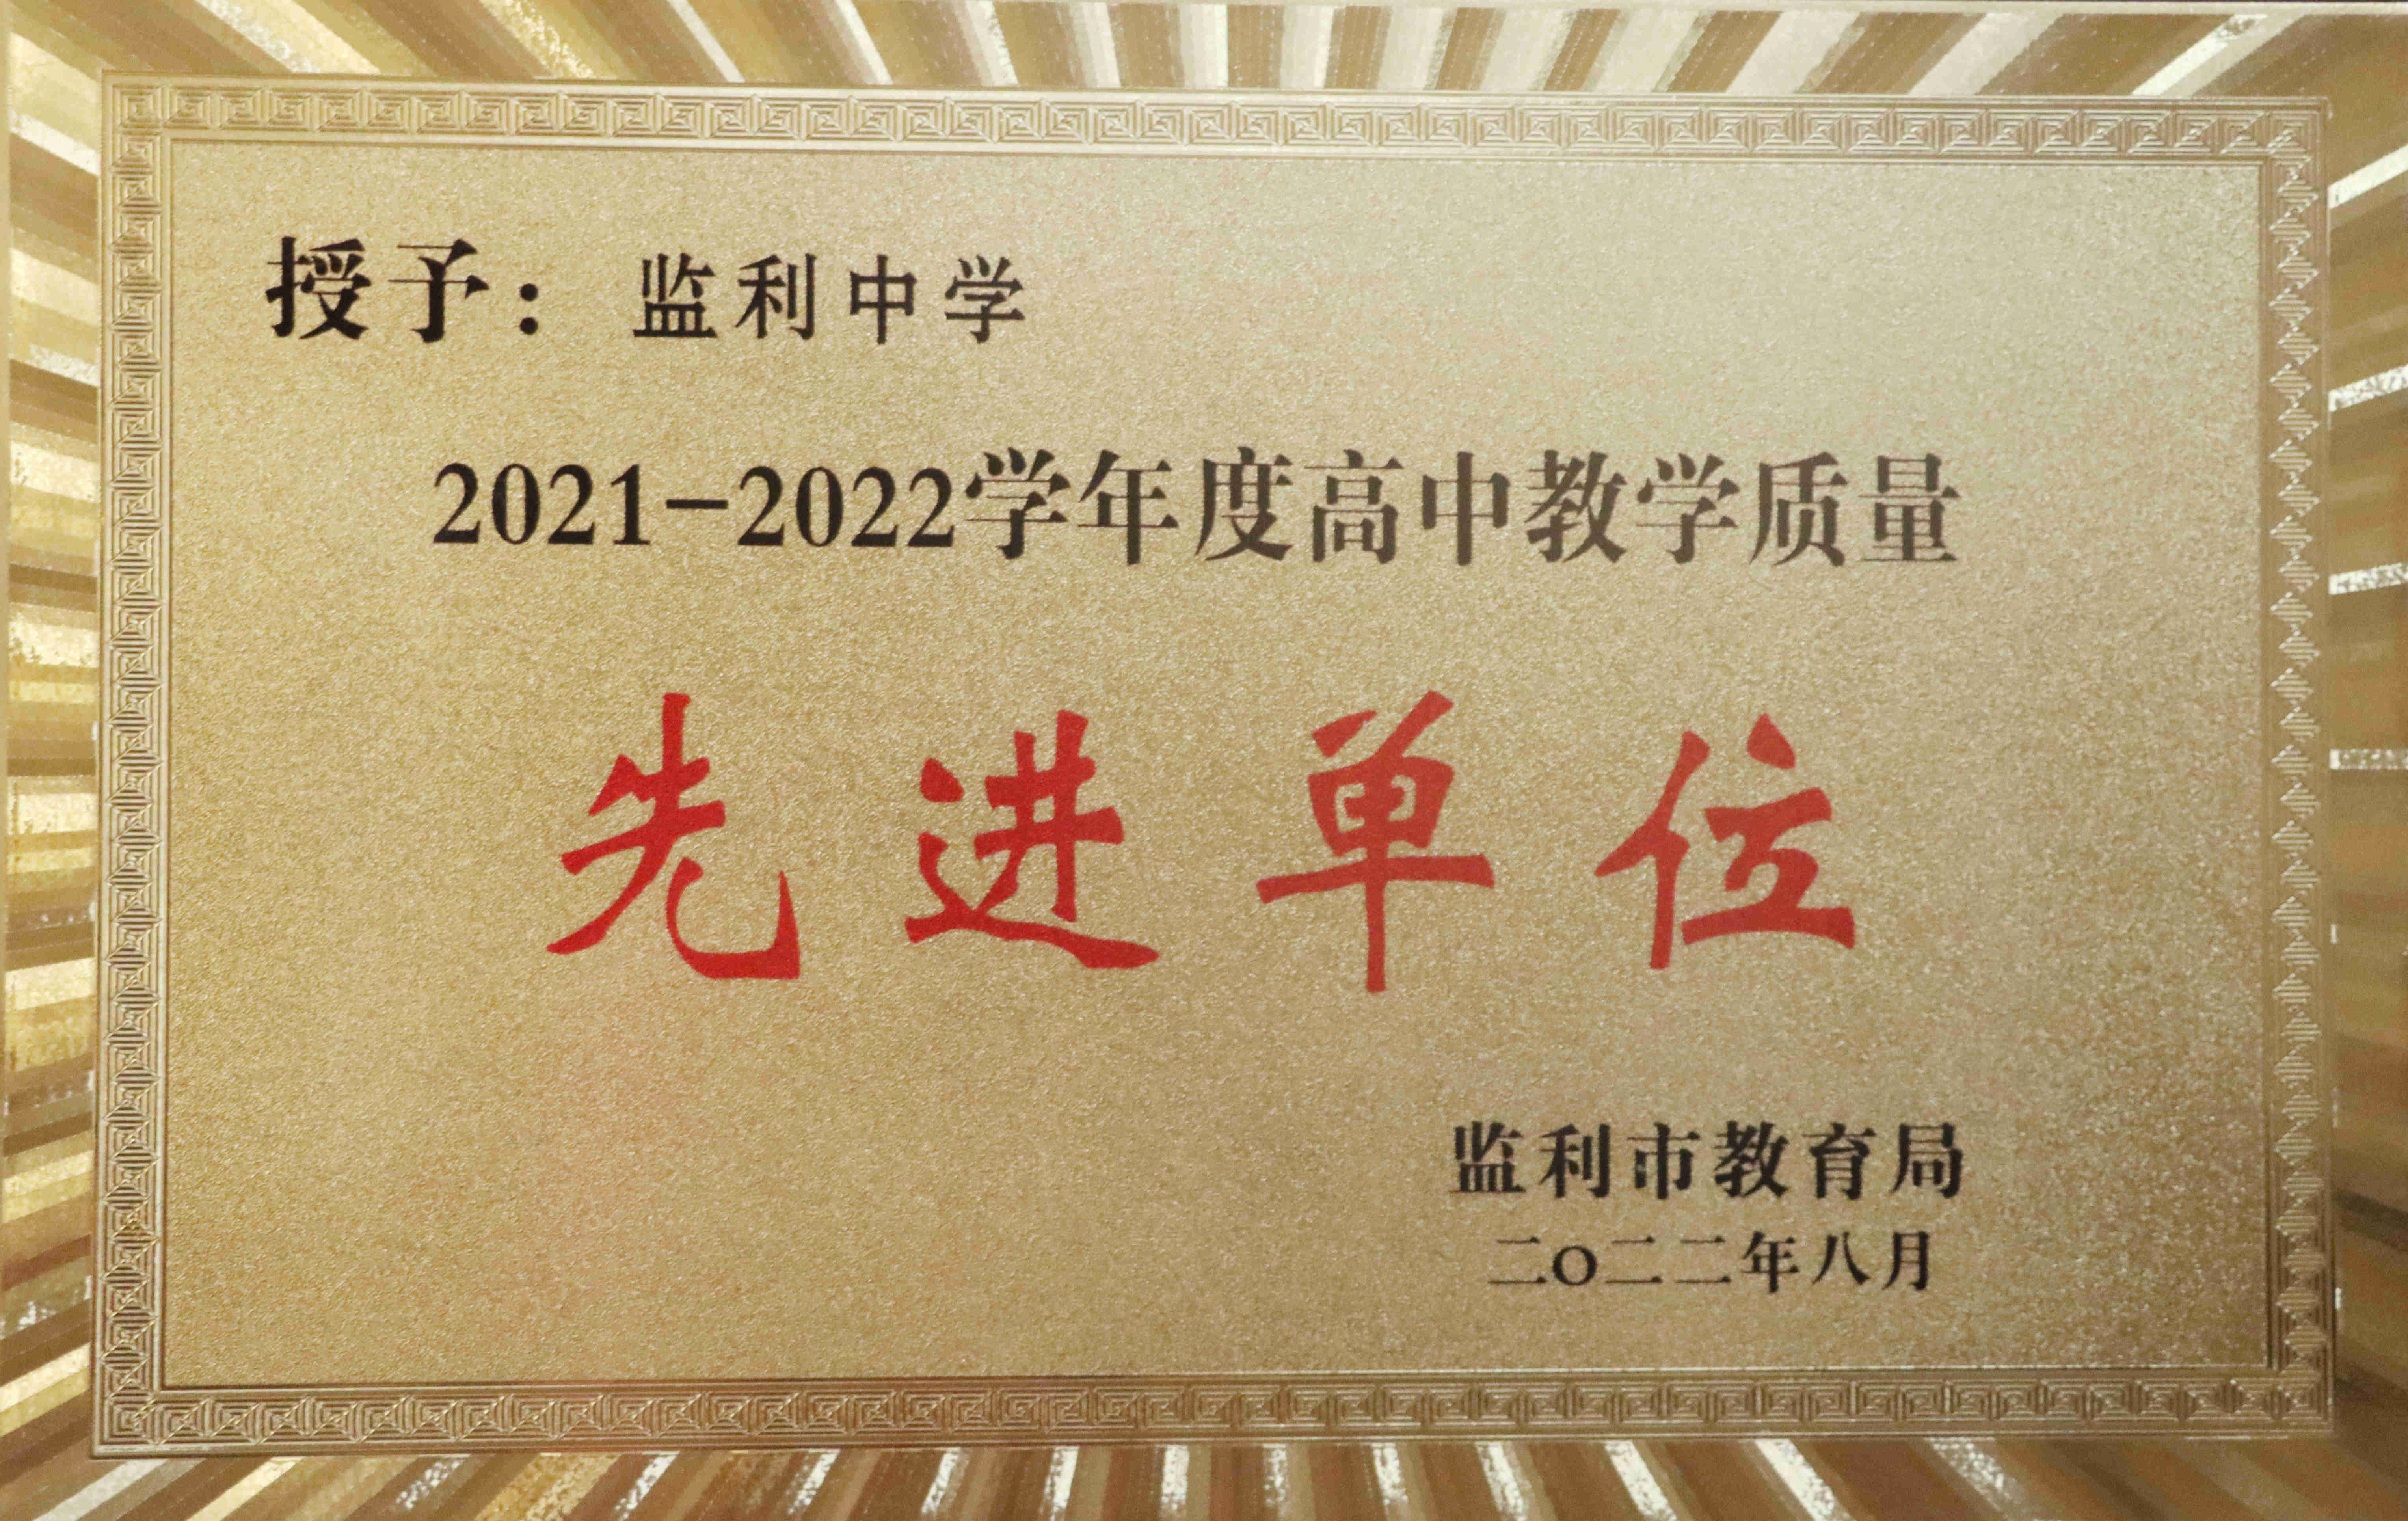 授予：监利中学
2021-2022学年度高中教学质量
先进单位
监利市教育局
二〇二二年八月